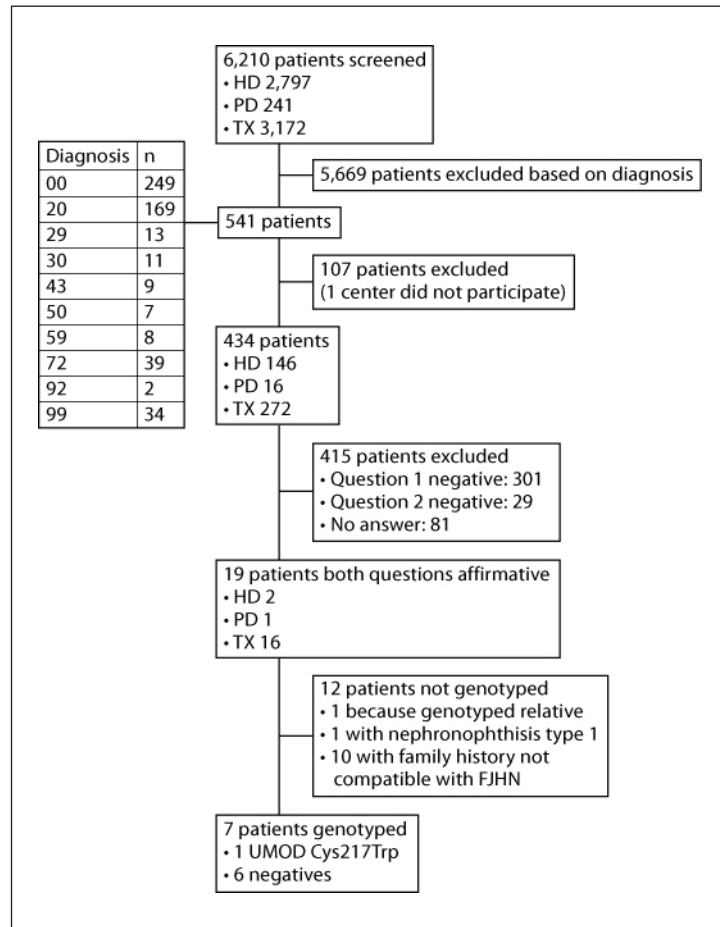 6,210 patients screened
• HD 2,797
• PD 241
• TX 3,172
5,669 patients excluded based on diagnosis
Diagnosis n
00 249
20 169
29 13
30 11
43 9
50 7
59 8
72 39
92 2
99 34
541 patients
107 patients excluded
(1 center did not participate)
434 patients
• HD 146
• PD 16
• TX 272
415 patients excluded
• Question 1 negative: 301
• Question 2 negative: 29
• No answer: 81
19 patients both questions affirmative
• HD 2
• PD 1
• TX 16
12 patients not genotyped
• 1 because genotyped relative
• 1 with nephronophthisis type 1
• 10 with family history not
compatible with FJHN
7 patients genotyped
• 1 UMOD Cys217Trp
• 6 negatives